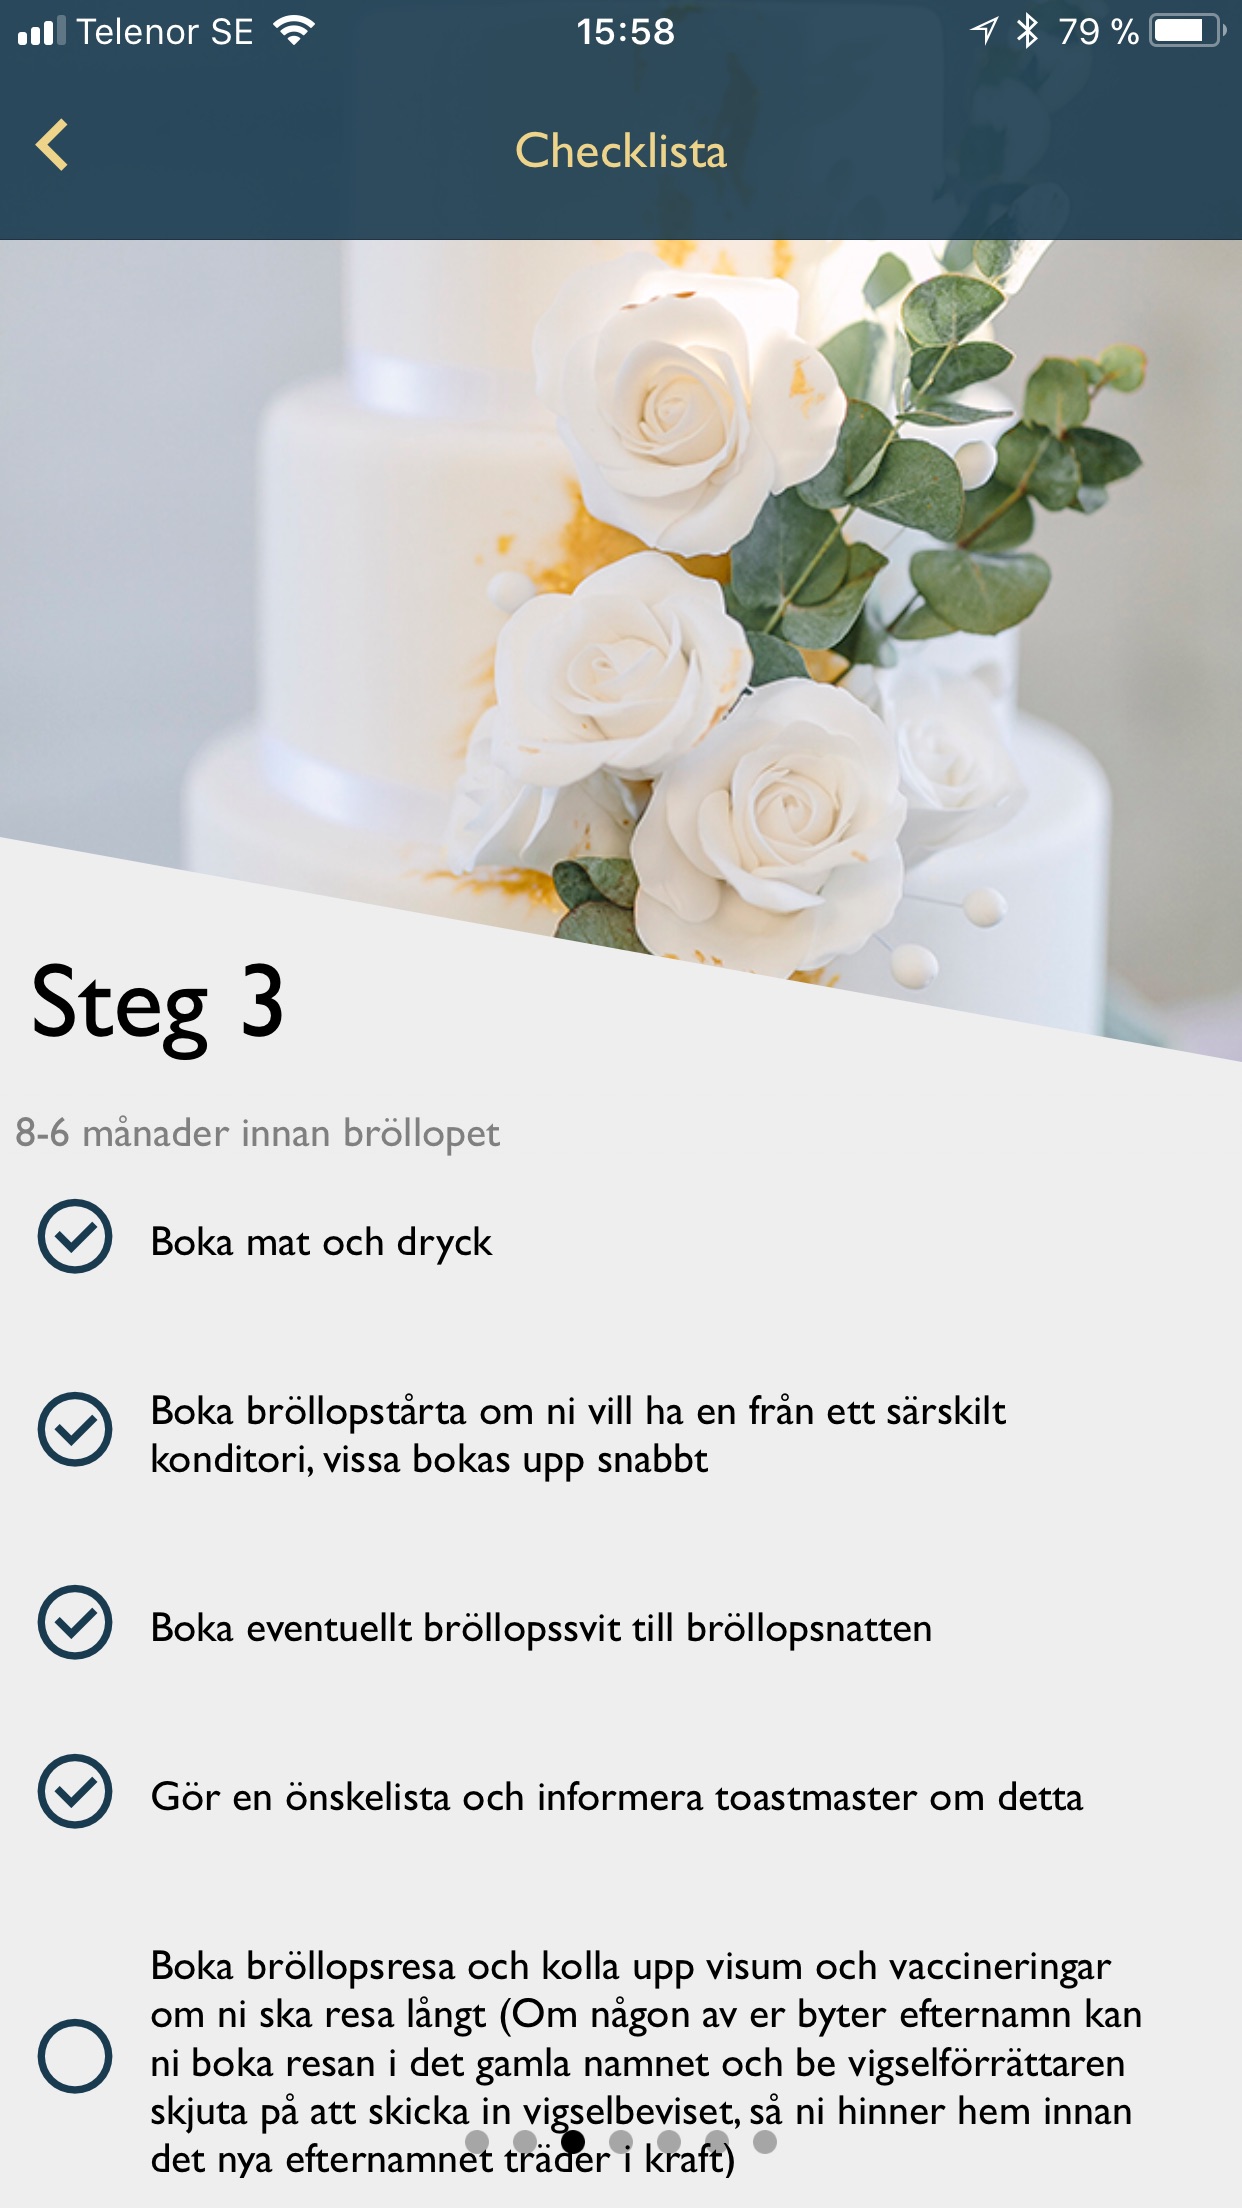 Telenor SE 15:58 79 %
Checklista
Steg 3
8-6 månader innan bröllopet
Boka mat och dryck
Boka bröllopstårta om ni vill ha en från ett särskilt
konditori, vissa bokas upp snabbt
Boka eventuellt bröllopssvit till bröllopsnatten
Gör en önskelista och informera toastmaster om detta
Boka bröllopsresa och kolla upp visum och vaccineringar
om ni ska resa långt (Om någon av er byter efternamn kan
ni boka resan i det gamla namnet och be vigselförrättaren
skjuta på att skicka in vigselbeviset, så ni hinner hem innan
det nya efternamnet träder i kraft)